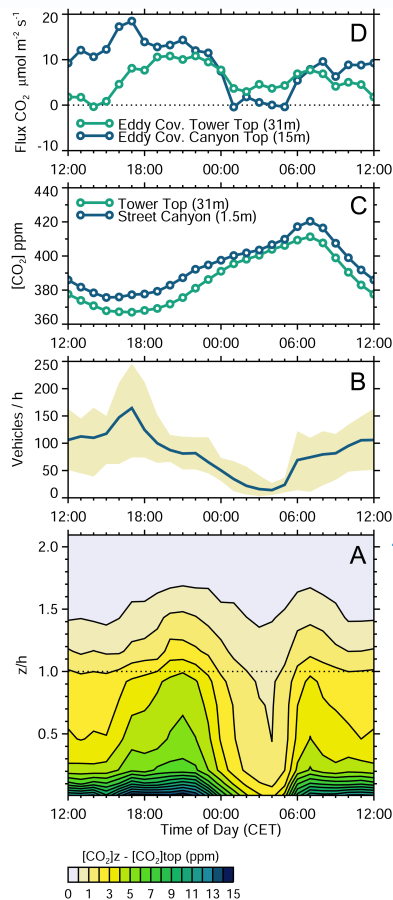 20
10
0
-10
Flux CO₂ µmol m⁻² s⁻¹
D
Eddy Cov. Tower Top (31m)
Eddy Cov. Canyon Top (15m)
12:00 18:00 00:00 06:00 12:00
440
420
400
380
360
[CO₂] ppm
C
Tower Top (31m)
Street Canyon (1.5m)
12:00 18:00 00:00 06:00 12:00
250
200
150
100
50
0
Vehicles / h
B
12:00 18:00 00:00 06:00 12:00
2.0
1.5
1.0
0.5
z/h
A
12:00 18:00 00:00 06:00 12:00
Time of Day (CET)
[CO₂]z - [CO₂]top (ppm)
0 1 3 5 7 9 11 13 15